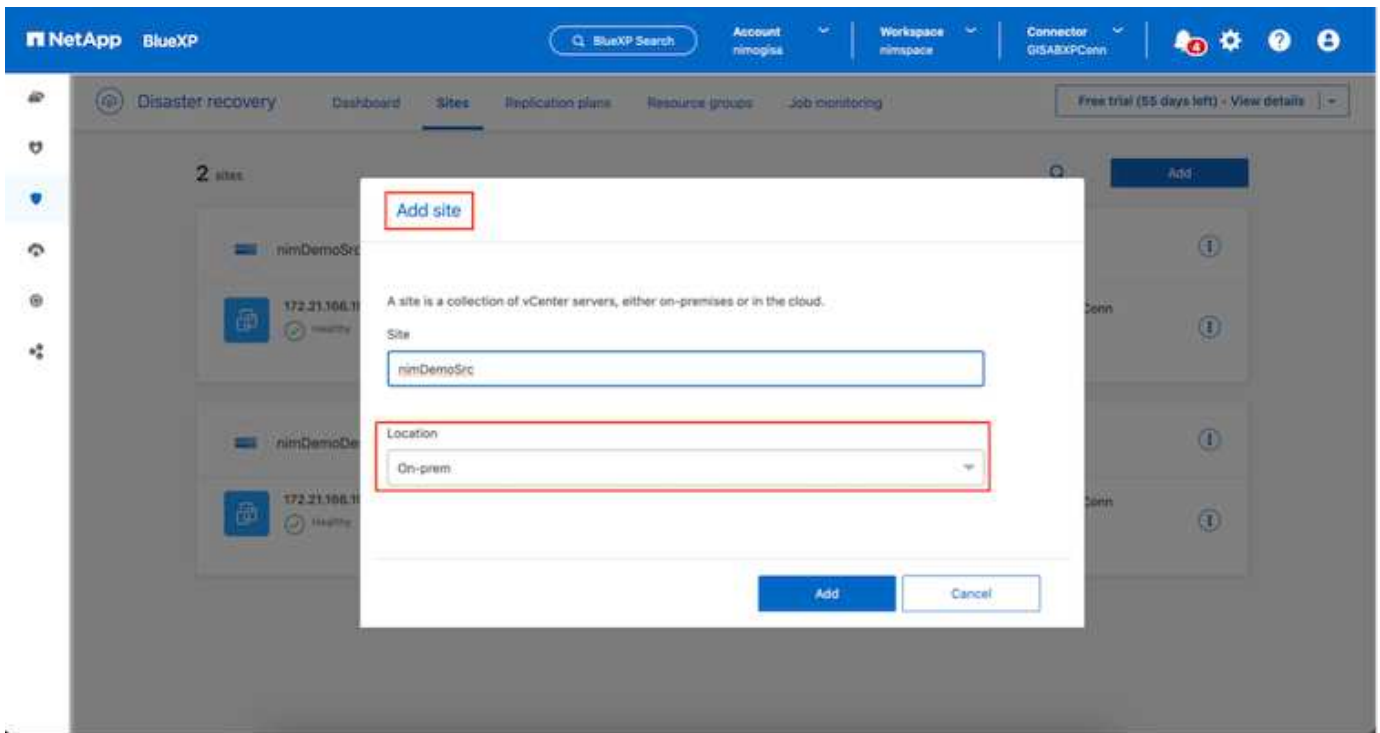 NetApp BlueXP
BlueXP Search
Account
nimogisa
Workspace
nimspace
Connector
GISABXPConn
4
Disaster recovery
Dashboard
Sites
Replication plans
Resource groups
Job monitoring
Free trial (55 days left) - View details
2 sites
Add
Add site
nimDemoSrc
A site is a collection of vCenter servers, either on-premises or in the cloud.
172.21.166.1
Conn
Healthy
Site
nimDemoSrc
Location
nimDemoDe
On-prem
172.21.166.1
Conn
Healthy
Add
Cancel